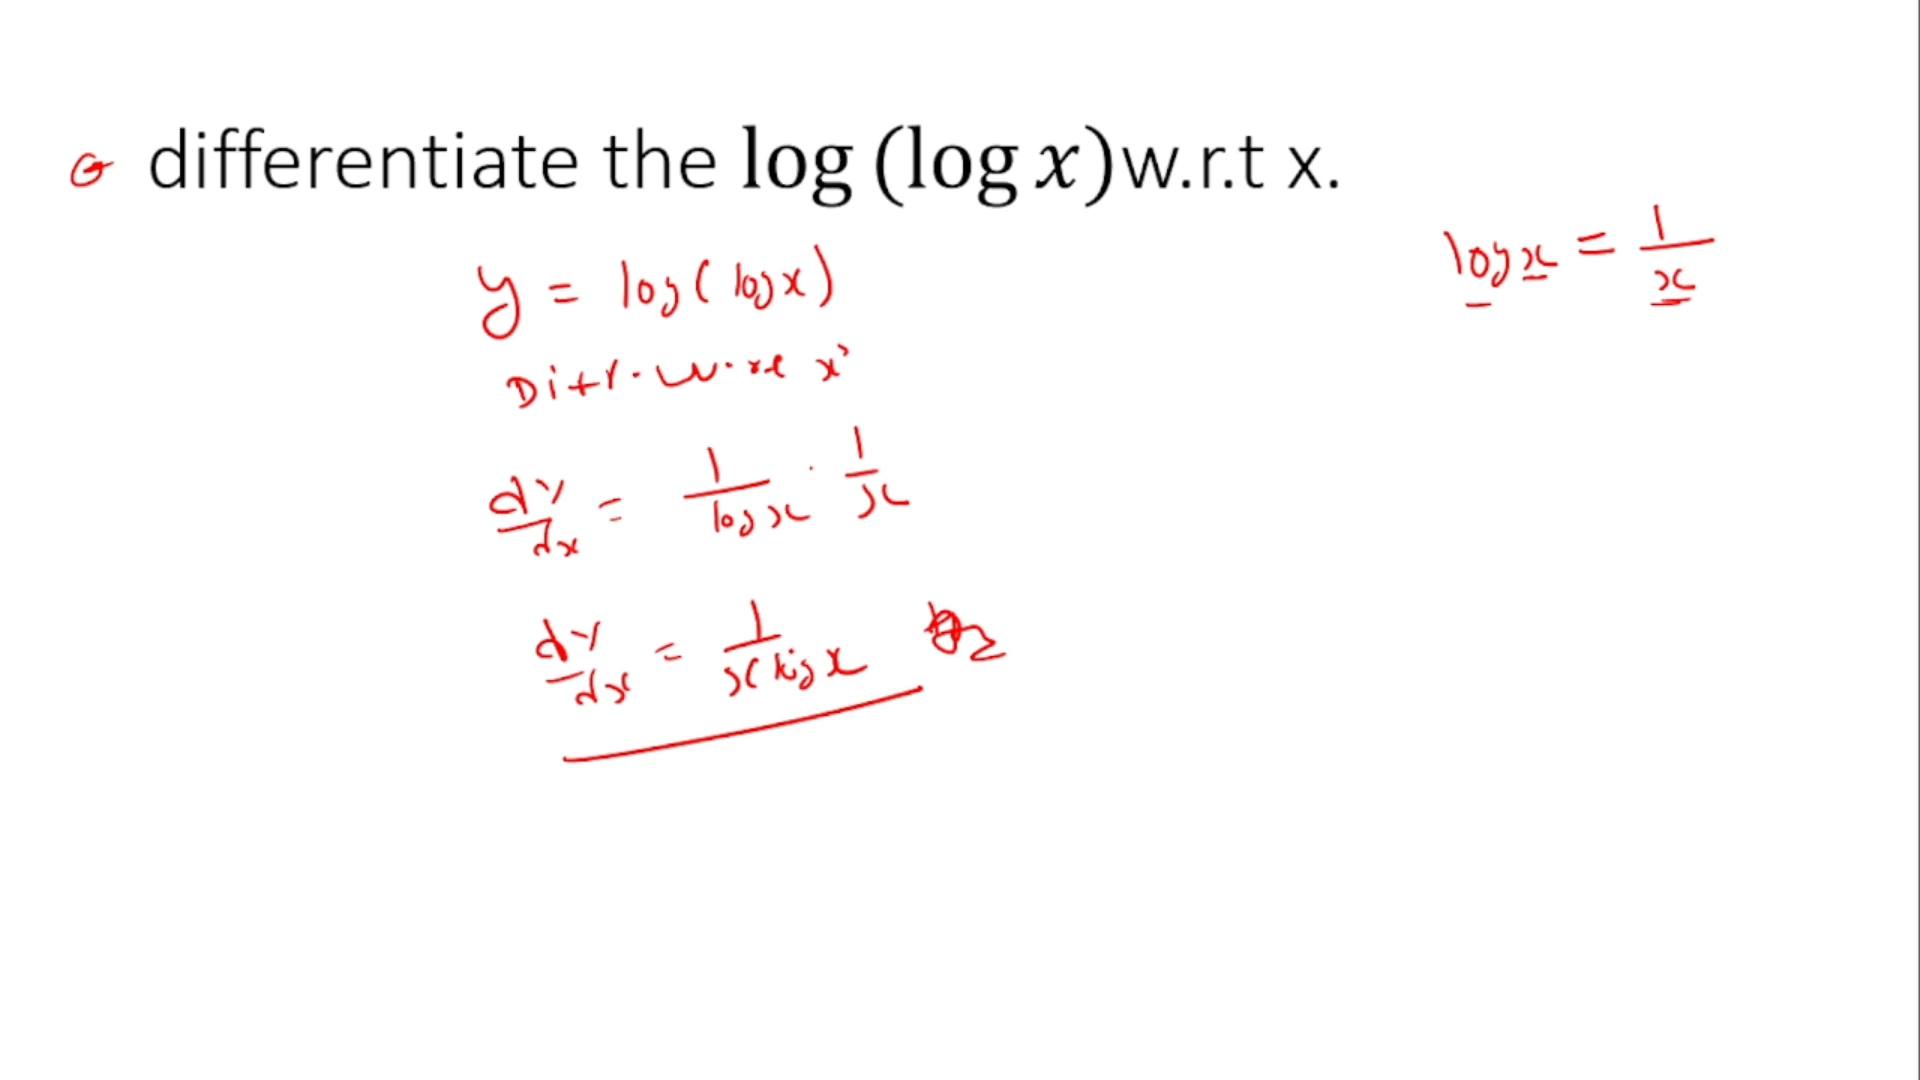 Q differentiate the log (log x) w.r.t x.
log x = 1/x
y = log( log x)
Diff. w.r.t x'
dy/dx = 1/log x · 1/x
dy/dx = 1/x log x